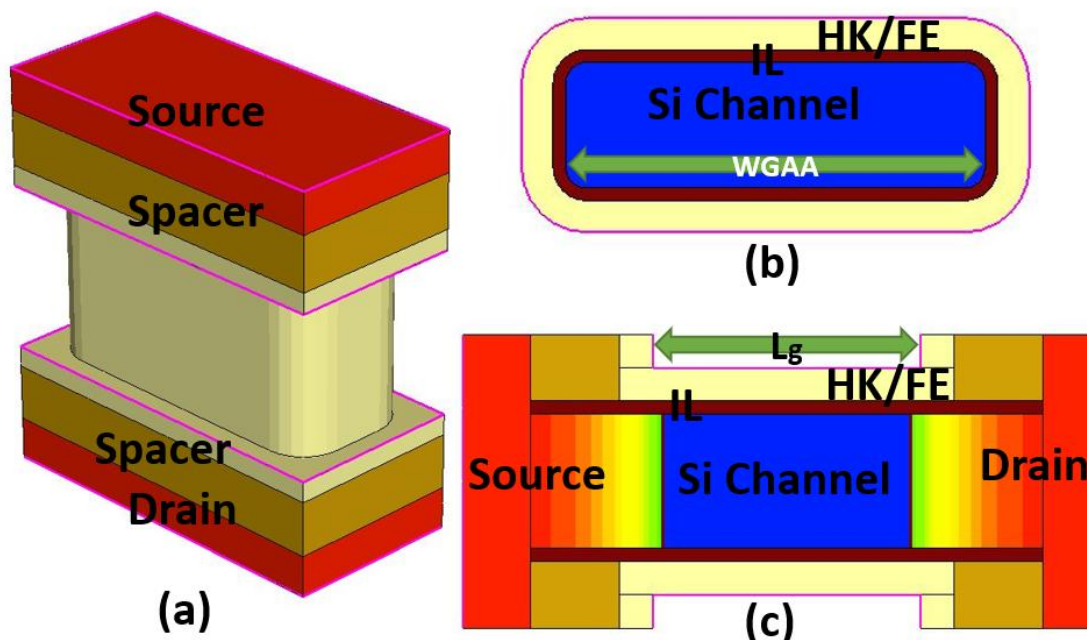 Source
Spacer
Spacer
Drain
(a)
HK/FE
IL
Si Channel
WGAA
(b)
Lg
HK/FE
IL
Source
Si Channel
Drain
(c)